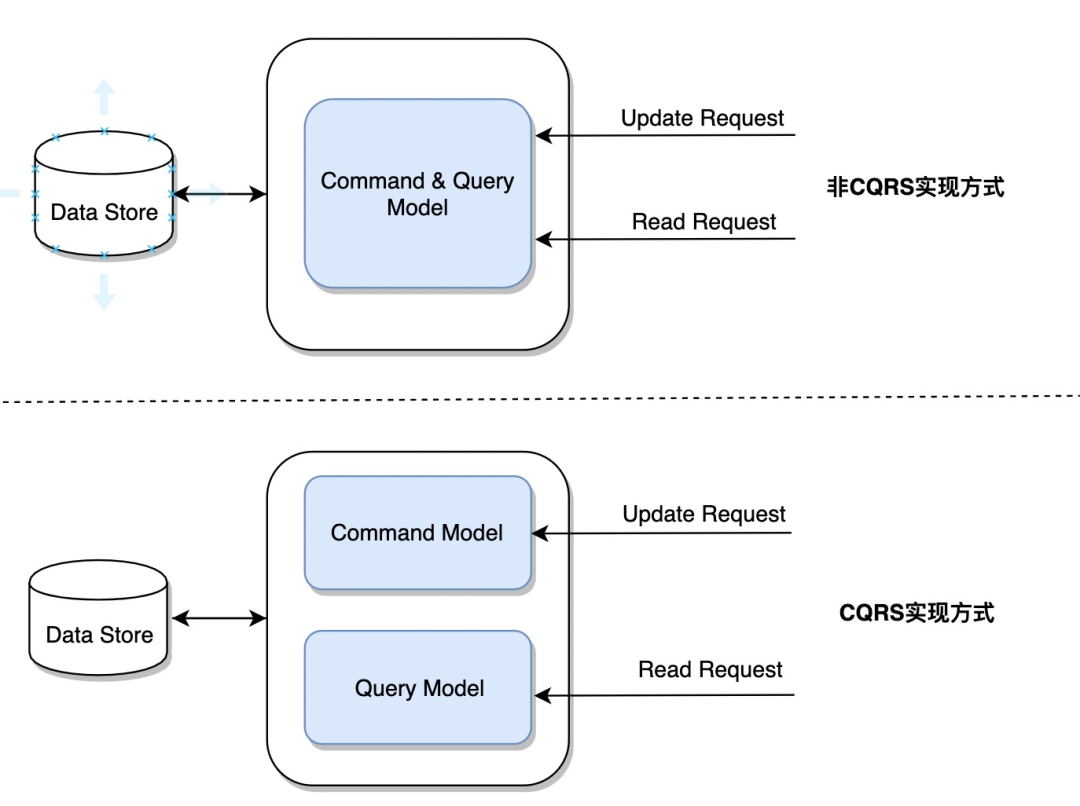 Update Request
Command & Query
Model
Data Store
Read Request
非CQRS实现方式
Command Model
Update Request
Data Store
CQRS实现方式
Query Model
Read Request